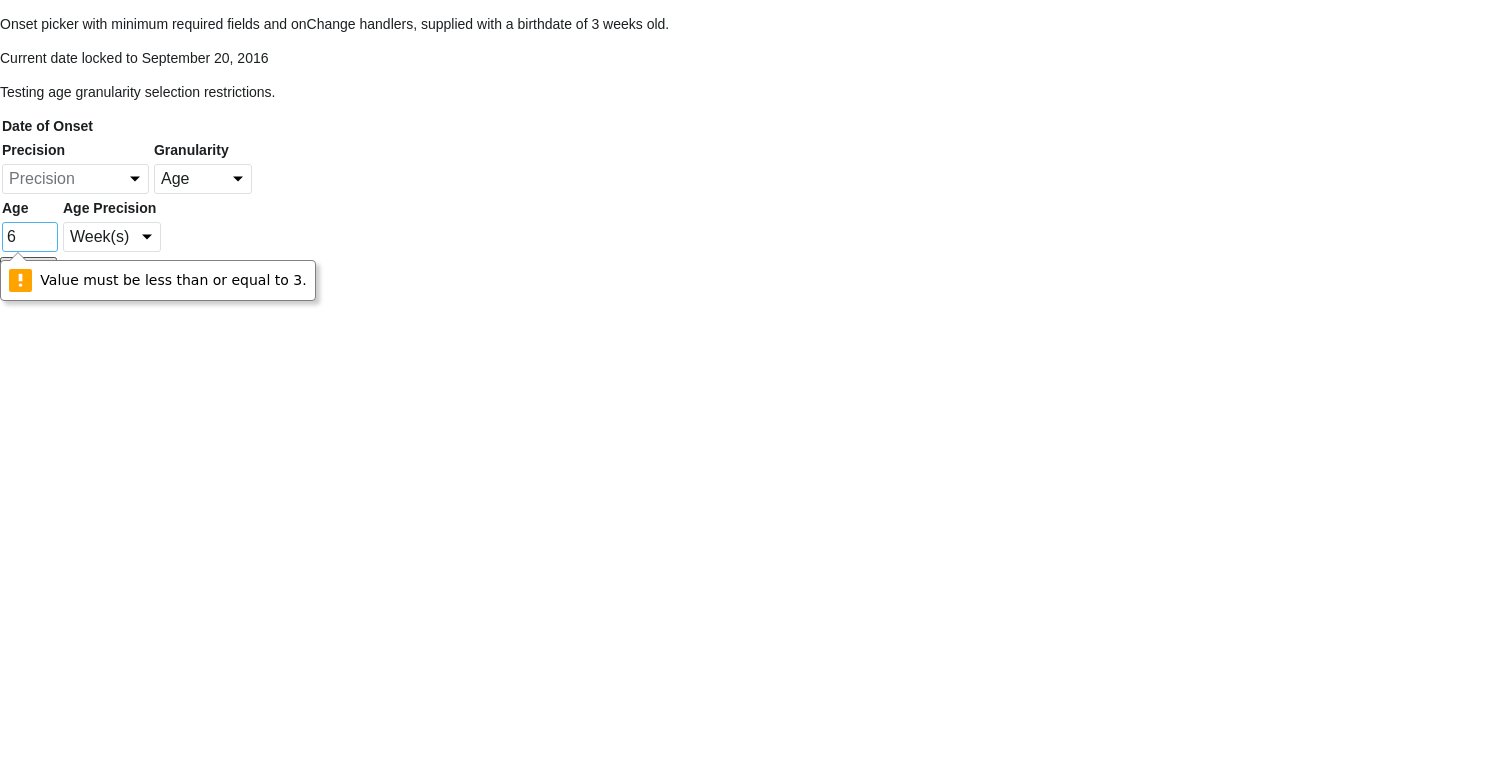 Onset picker with minimum required fields and onChange handlers, supplied with a birthdate of 3 weeks old.
Current date locked to September 20, 2016
Testing age granularity selection restrictions.
Date of Onset
Precision Granularity
Precision Age
Age Age Precision
6 Week(s)
Value must be less than or equal to 3.